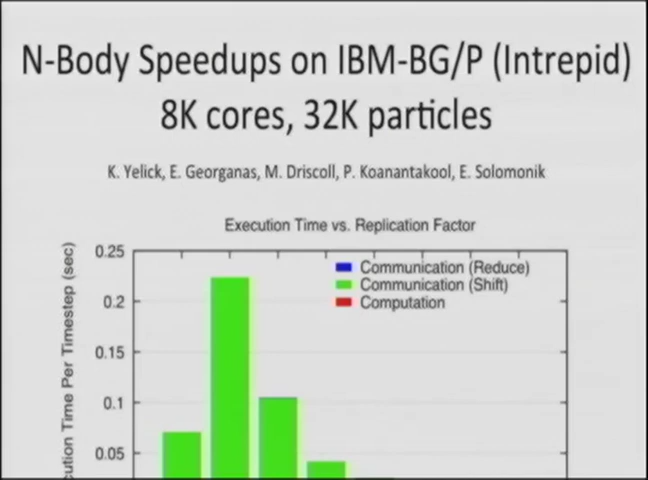 N-Body Speedups on IBM-BG/P (Intrepid)
8K cores, 32K particles
K. Yelick, E. Georganas, M. Driscoll, P. Koanantakool, E. Solomonik
Execution Time vs. Replication Factor
0.25
Communication (Reduce)
Communication (Shift)
Computation
0.2
0.15
0.1
0.05
cution Time Per Timestep (sec)